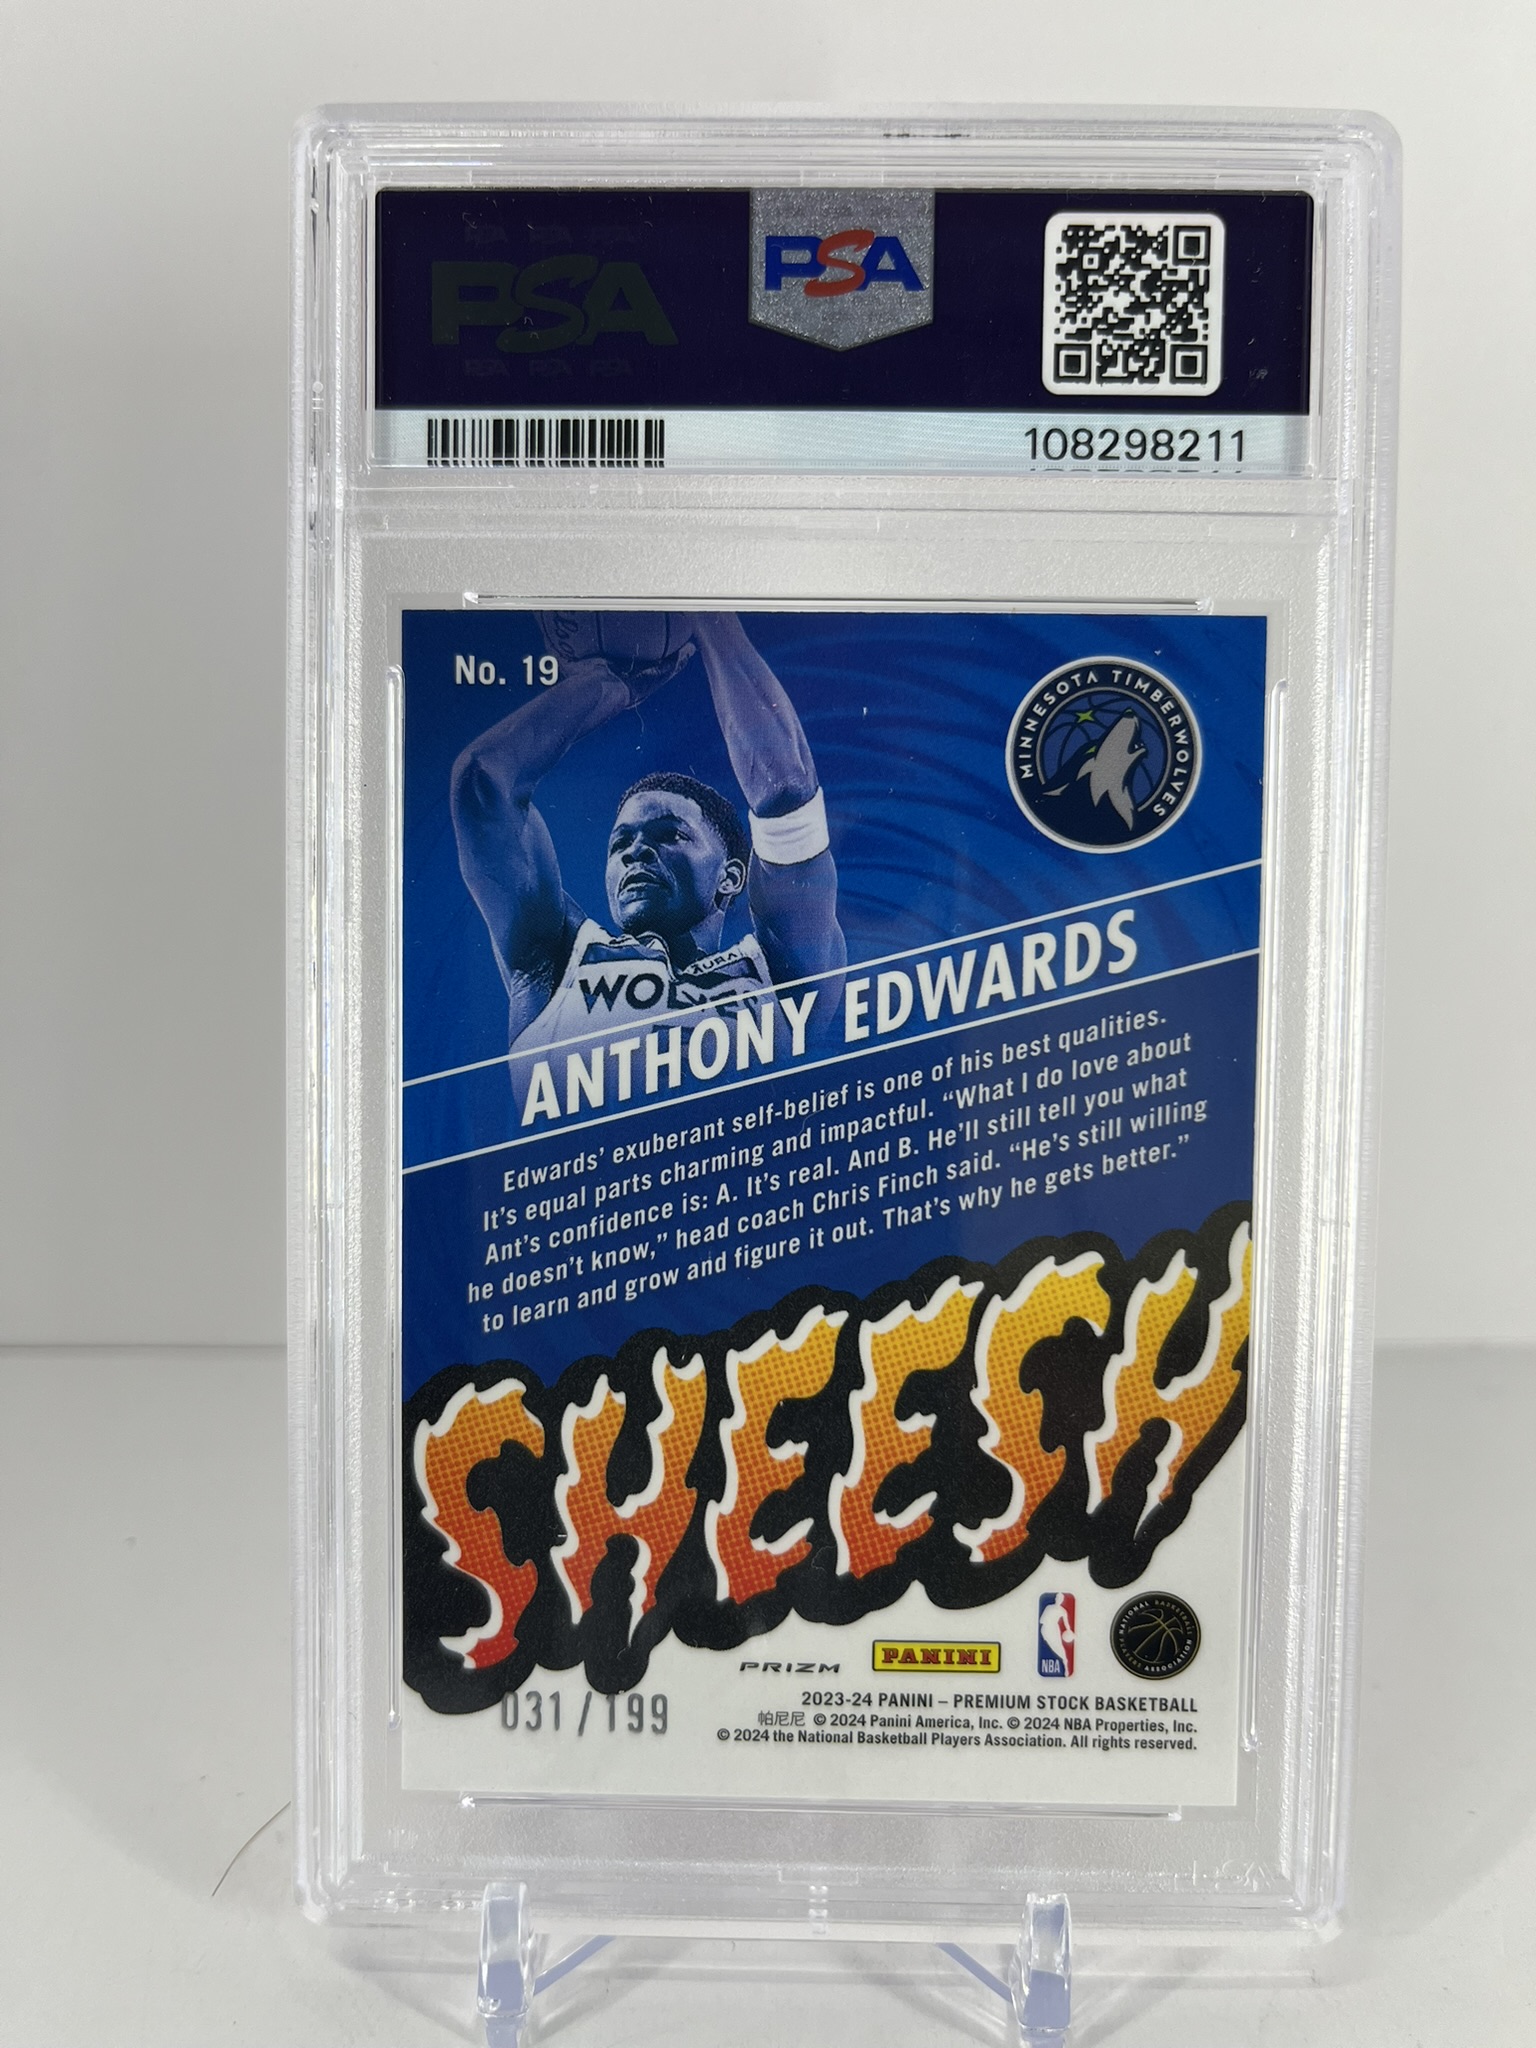 PSA
PSA
108298211
No. 19
MINNESOTA TIMBERWOLVES
WOLVES
ANTHONY EDWARDS
Edwards’ exuberant self-belief is one of his best qualities.
It’s equal parts charming and impactful. “What I do love about
Ant’s confidence is: A. It’s real. And B. He’ll still tell you what
he doesn’t know,” head coach Chris Finch said. “He’s still willing
to learn and grow and figure it out. That’s why he gets better.”
SHEESH
PRIZM
PANINI
NBA
NATIONAL BASKETBALL PLAYERS ASSOCIATION
031/199
2023-24 PANINI – PREMIUM STOCK BASKETBALL
帕尼尼 © 2024 Panini America, Inc. © 2024 NBA Properties, Inc.
© 2024 the National Basketball Players Association. All rights reserved.